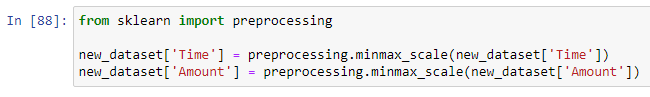 In [88]: from sklearn import preprocessing
new_dataset['Time'] = preprocessing.minmax_scale(new_dataset['Time'])
new_dataset['Amount'] = preprocessing.minmax_scale(new_dataset['Amount'])